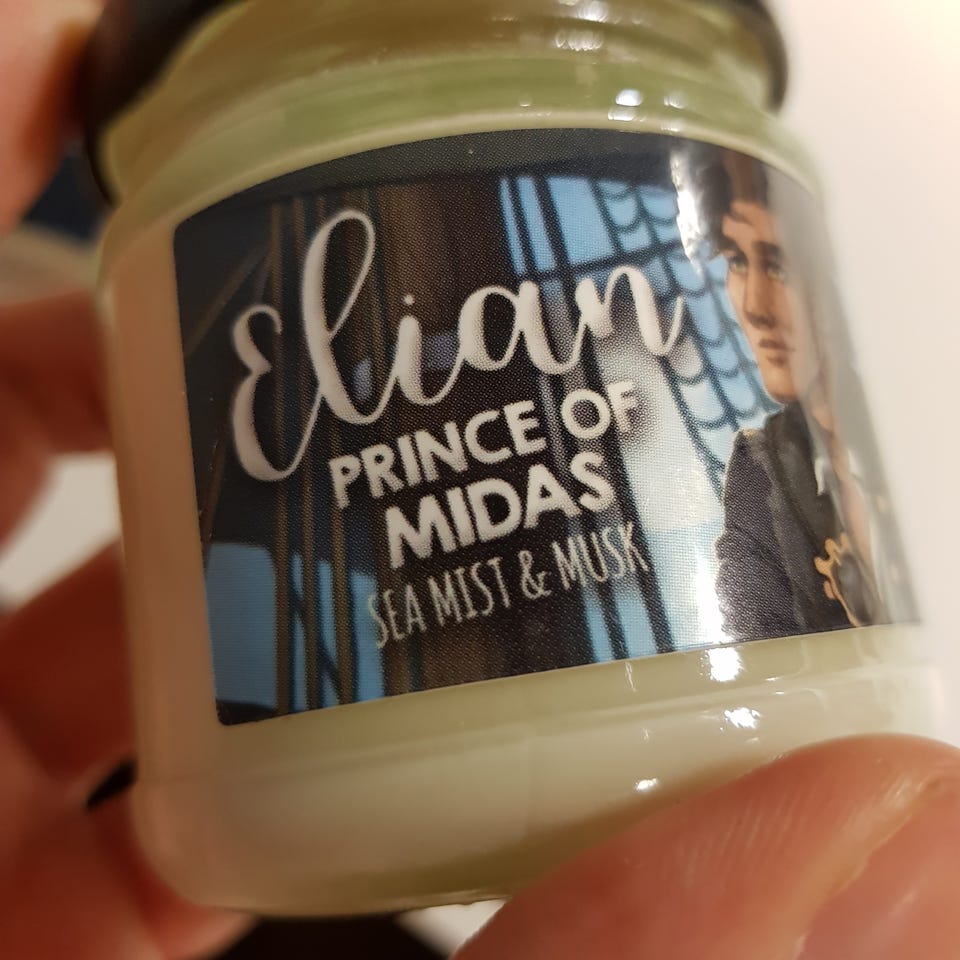 Elian
PRINCE OF
MIDAS
SEA MIST & MUSK